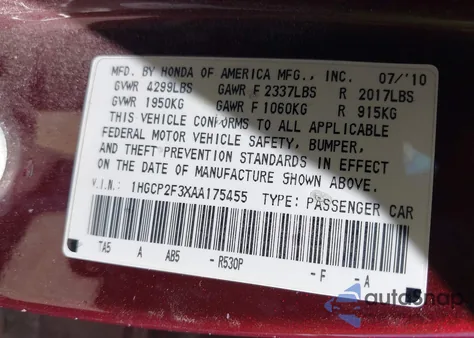 MFD. BY HONDA OF AMERICA MFG., INC. 07/'10
GVWR 4299LBS GAWR F 2337LBS R 2017LBS
GVWR 1950KG GAWR F 1060KG R 915KG
THIS VEHICLE CONFORMS TO ALL APPLICABLE
FEDERAL MOTOR VEHICLE SAFETY, BUMPER,
AND THEFT PREVENTION STANDARDS IN EFFECT
ON THE DATE OF MANUFACTURE SHOWN ABOVE.
V.I.N.: 1HGCP2F3XAA175455 TYPE: PASSENGER CAR
TA5 A AB5 - R530P -F -A
autosnap